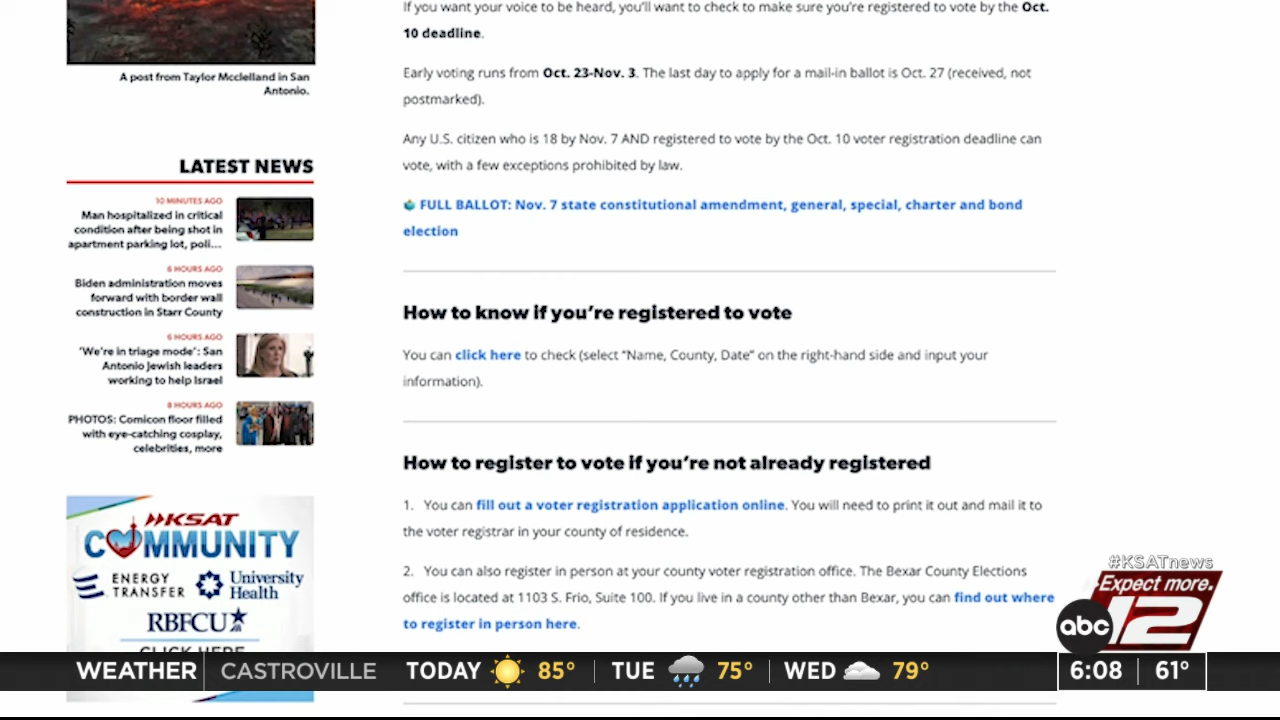 If you want your voice to be heard, you'll want to check to make sure you're registered to vote by the Oct.
10 deadline.
Early voting runs from Oct. 23-Nov. 3. The last day to apply for a mail-in ballot is Oct. 27 (received, not
postmarked).
Any U.S. citizen who is 18 by Nov. 7 AND registered to vote by the Oct. 10 voter registration deadline can
vote, with a few exceptions prohibited by law.
FULL BALLOT: Nov. 7 state constitutional amendment, general, special, charter and bond
election
How to know if you're registered to vote
You can click here to check (select "Name, County, Date" on the right-hand side and input your
information).
How to register to vote if you're not already registered
1. You can fill out a voter registration application online. You will need to print it out and mail it to
the voter registrar in your county of residence.
2. You can also register in person at your county voter registration office. The Bexar County Elections
office is located at 1103 S. Frio, Suite 100. If you live in a county other than Bexar, you can find out where
to register in person here.
A post from Taylor Mcclelland in San
Antonio.
LATEST NEWS
10 MINUTES AGO
Man hospitalized in critical
condition after being shot in
apartment parking lot, poli...
6 HOURS AGO
Biden administration moves
forward with border wall
construction in Starr County
6 HOURS AGO
'We're in triage mode': San
Antonio Jewish leaders
working to help Israel
8 HOURS AGO
PHOTOS: Comicon floor filled
with eye-catching cosplay,
celebrities, more
KSAT
COMMUNITY
ENERGY
TRANSFER
University
Health
RBFCU
CLICK HERE
#KSATnews
Expect more.
abc 12
WEATHER CASTROVILLE TODAY 85° TUE 75° WED 79° 6:08 61°